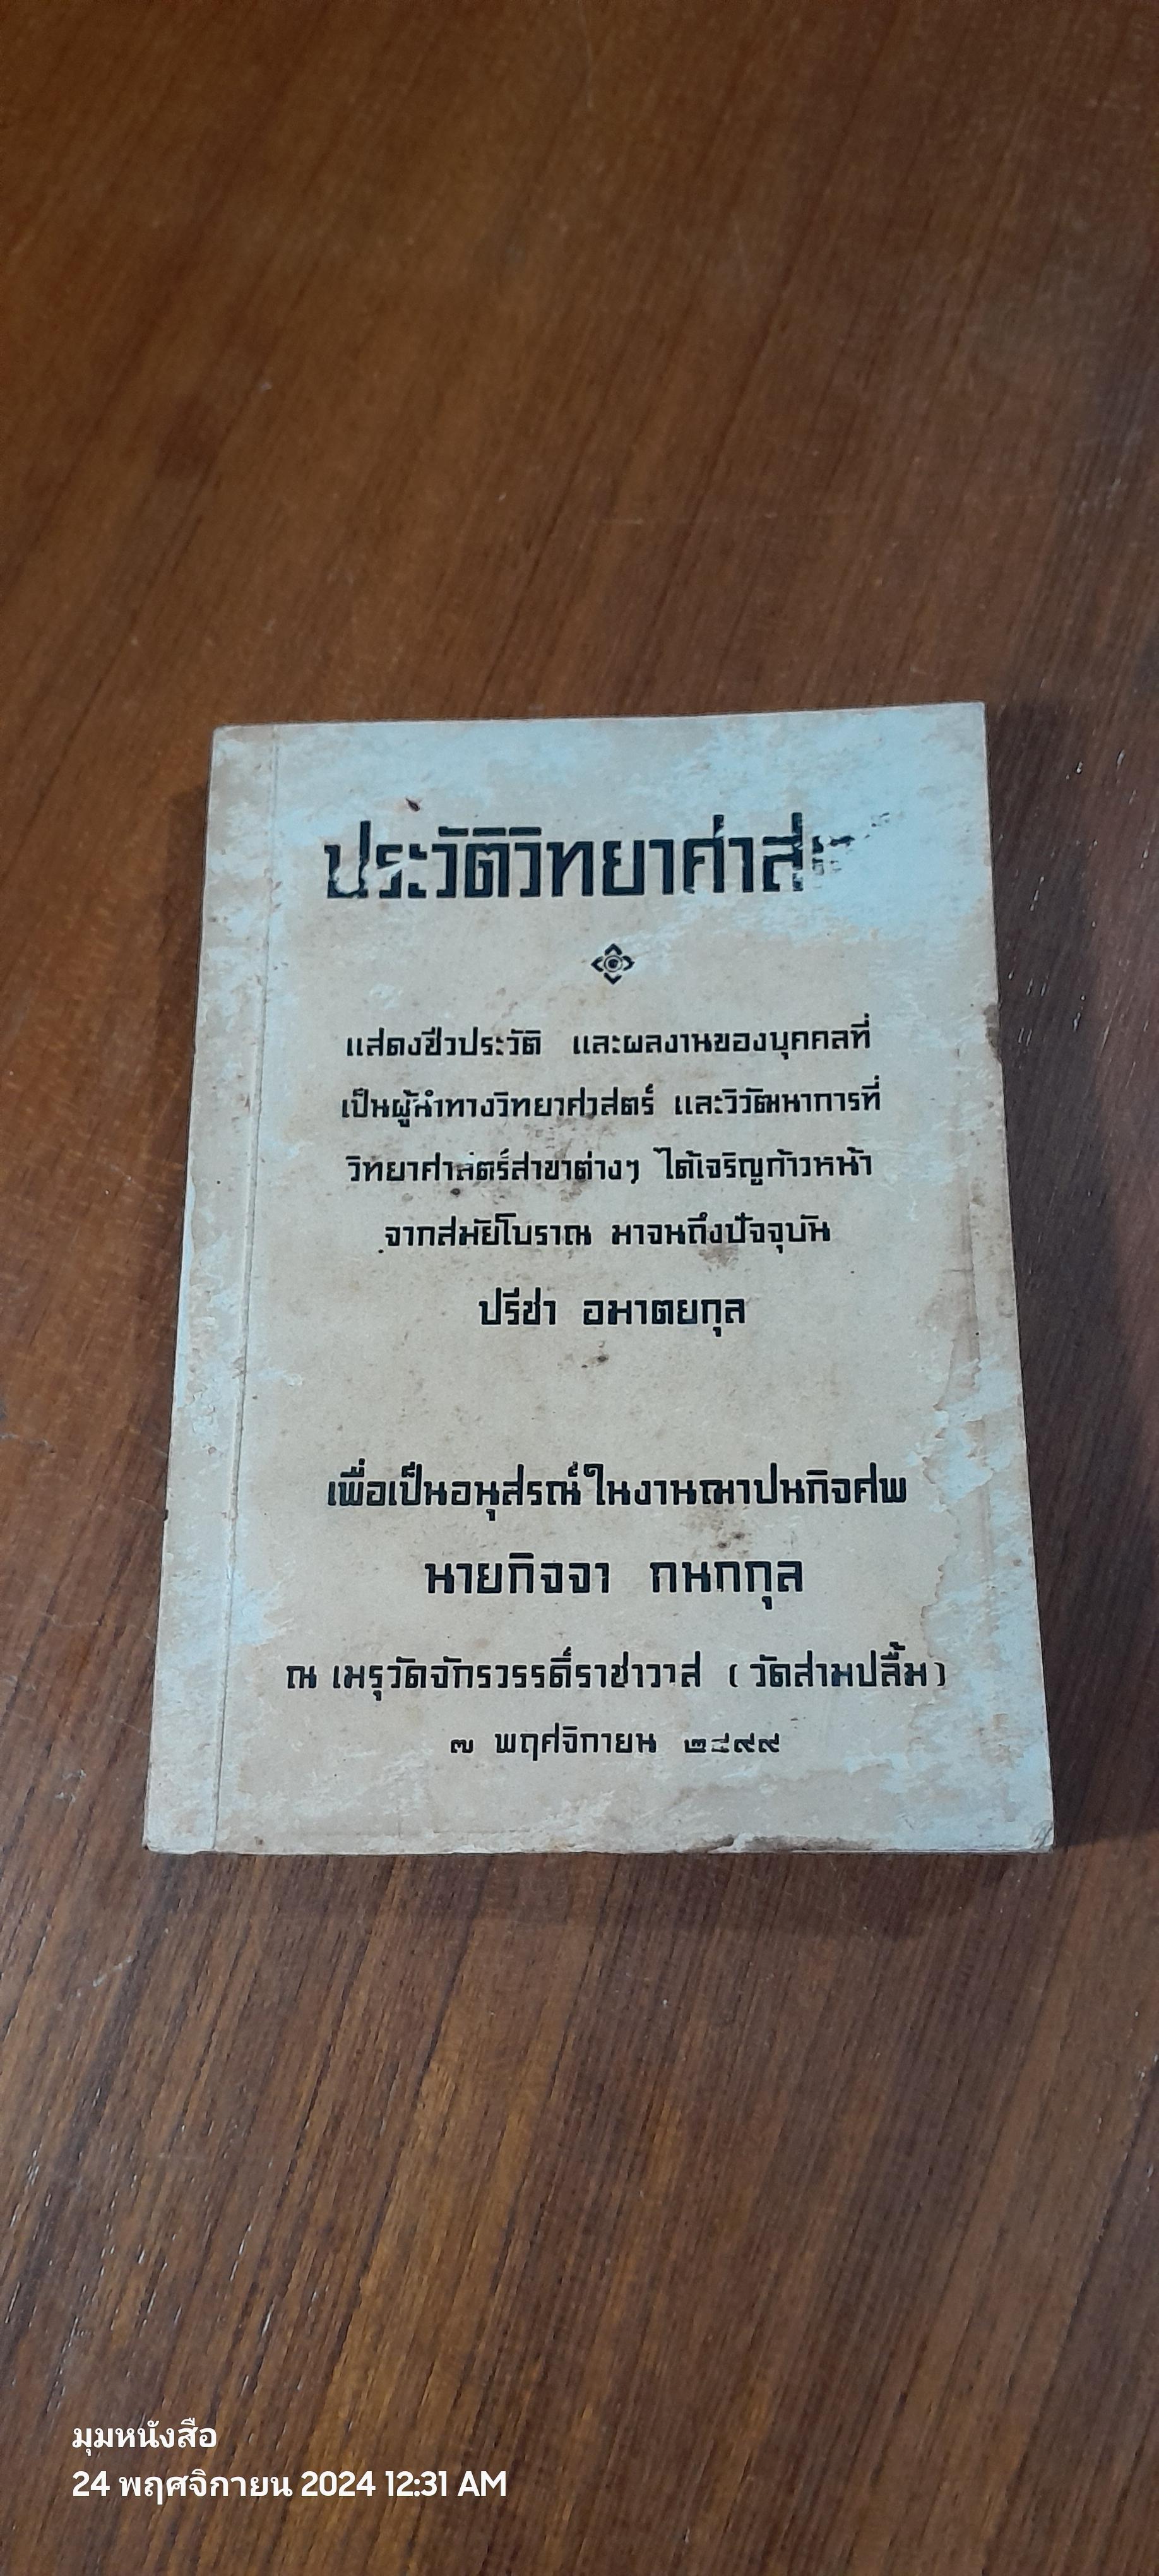 ประวัติวิทยาศาส
แสดงชีวประวัติ และผลงานของบุคคลที่
เป็นผู้นำทางวิทยาศาสตร์ และวิวัฒนาการที่
วิทยาศาสตร์สาขาต่างๆ ได้เจริญก้าวหน้า
จากสมัยโบราณ มาจนถึงปัจจุบัน
ปรีชา อมาตยกุล
เพื่อเป็นอนุสรณ์ในงานฌาปนกิจศพ
นายกิจจา กนกกุล
ณ เมรุวัดจักรวรรดิ์ราชาวาส (วัดสามปลื้ม)
๗ พฤศจิกายน ๒๔๙๙
มุมหนังสือ
24 พฤศจิกายน 2024 12:31 AM